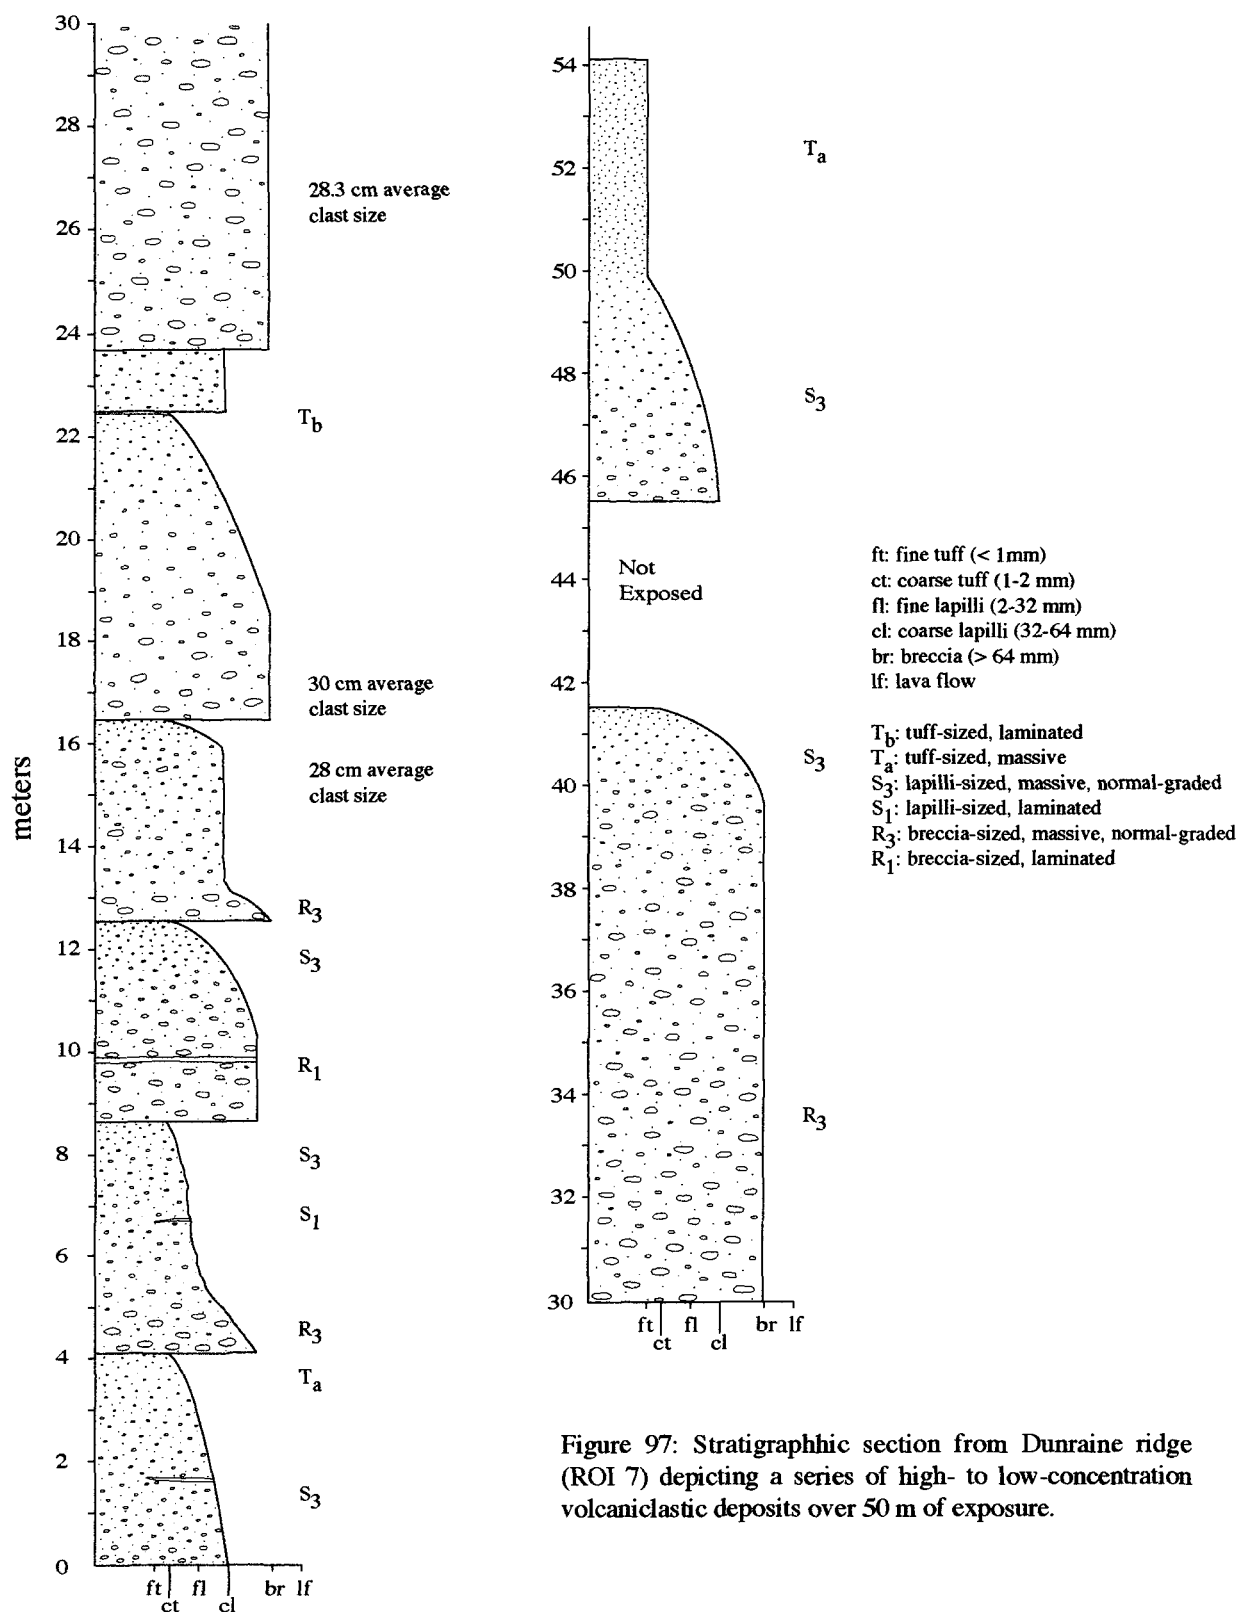 30
28
26
24
22
20
18
16
14
12
10
8
6
4
2
0
meters
28.3 cm average
clast size
Tb
30 cm average
clast size
28 cm average
clast size
R3
S3
R1
S3
S1
R3
Ta
S3
ft fl br lf
ct cl
54
52
50
48
46
44
42
40
38
36
34
32
30
Ta
S3
Not
Exposed
S3
R3
ft fl br lf
ct cl
ft: fine tuff (< 1mm)
ct: coarse tuff (1-2 mm)
fl: fine lapilli (2-32 mm)
cl: coarse lapilli (32-64 mm)
br: breccia (> 64 mm)
lf: lava flow
Tb: tuff-sized, laminated
Ta: tuff-sized, massive
S3: lapilli-sized, massive, normal-graded
S1: lapilli-sized, laminated
R3: breccia-sized, massive, normal-graded
R1: breccia-sized, laminated
Figure 97: Stratigraphhic section from Dunraine ridge
(ROI 7) depicting a series of high- to low-concentration
volcaniclastic deposits over 50 m of exposure.